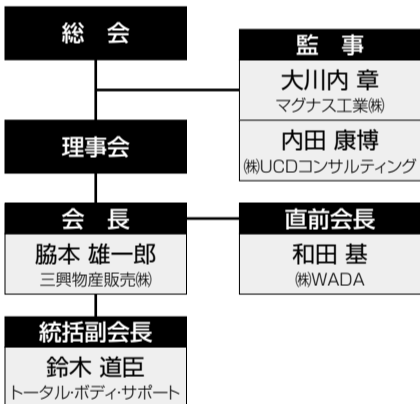 総 会
監 事
大川内 章
マグナス工業㈱
内田 康博
㈱UCDコンサルティング
理事会
会 長
脇本 雄一郎
三興物産販売㈱
直前会長
和田 基
㈱WADA
統括副会長
鈴木 道臣
トータル・ボディ・サポート